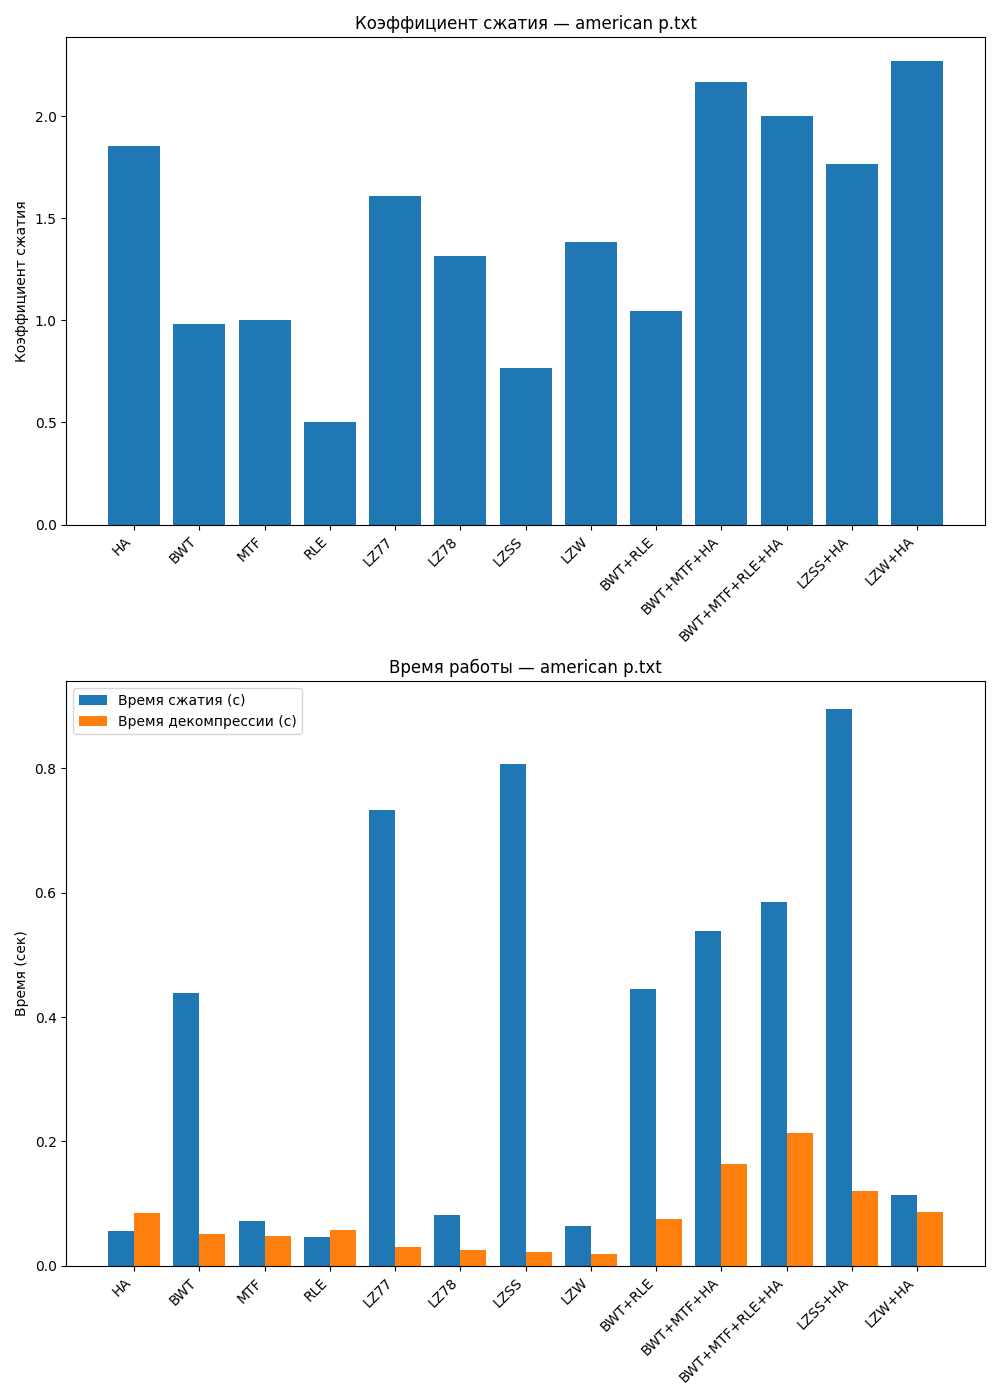 Коэффициент сжатия — american p.txt
Коэффициент сжатия
2.0
1.5
1.0
0.5
0.0
HA
BWT
MTF
RLE
LZ77
LZ78
LZSS
LZW
BWT+RLE
BWT+MTF+HA
BWT+MTF+RLE+HA
LZSS+HA
LZW+HA
Время работы — american p.txt
Время сжатия (с)
Время декомпрессии (с)
Время (сек)
0.8
0.6
0.4
0.2
0.0
HA
BWT
MTF
RLE
LZ77
LZ78
LZSS
LZW
BWT+RLE
BWT+MTF+HA
BWT+MTF+RLE+HA
LZSS+HA
LZW+HA